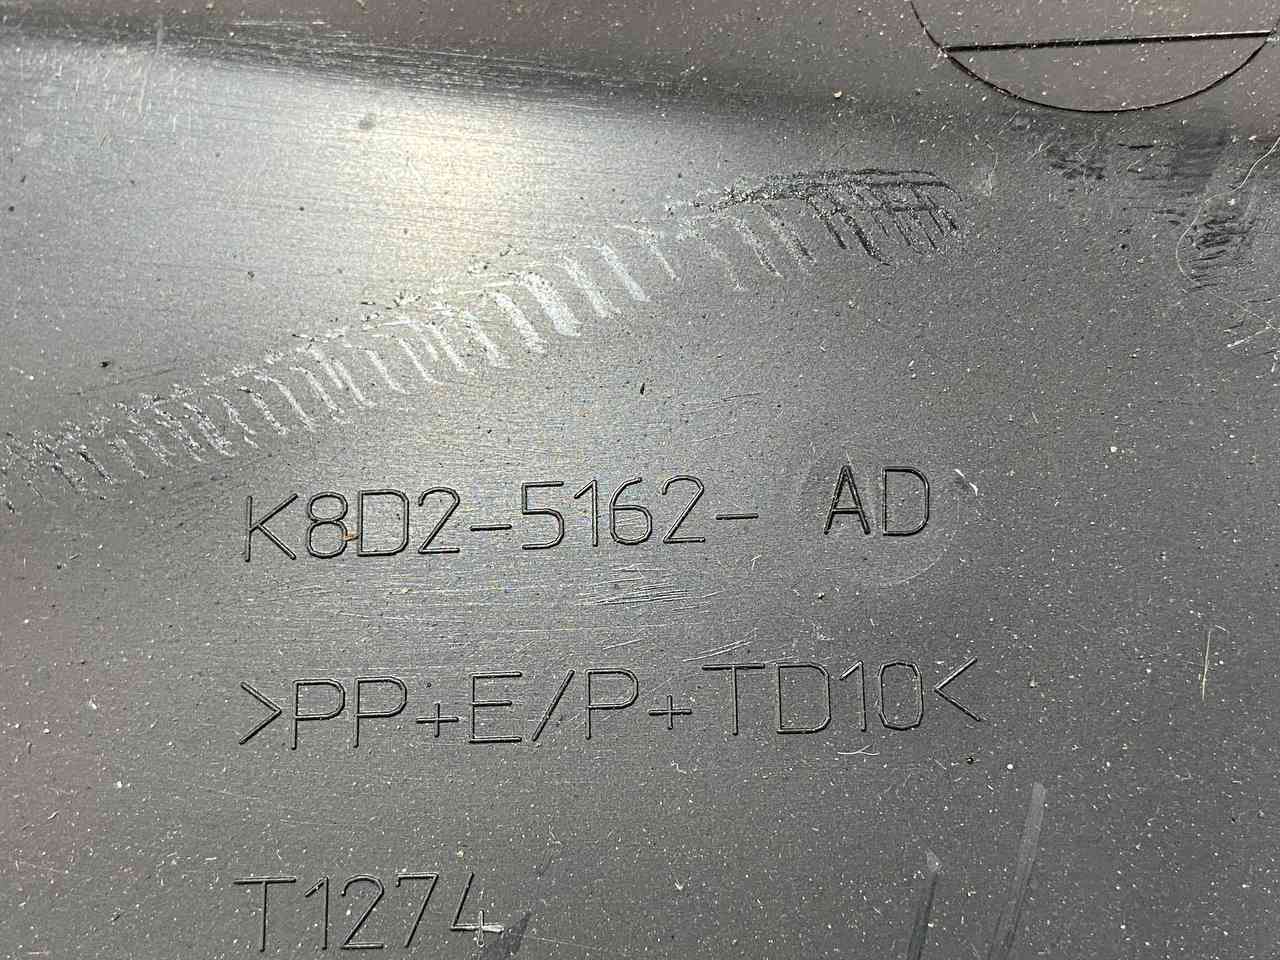 K8D2-5162- AD
>PP+E/P+TD10<
T1274